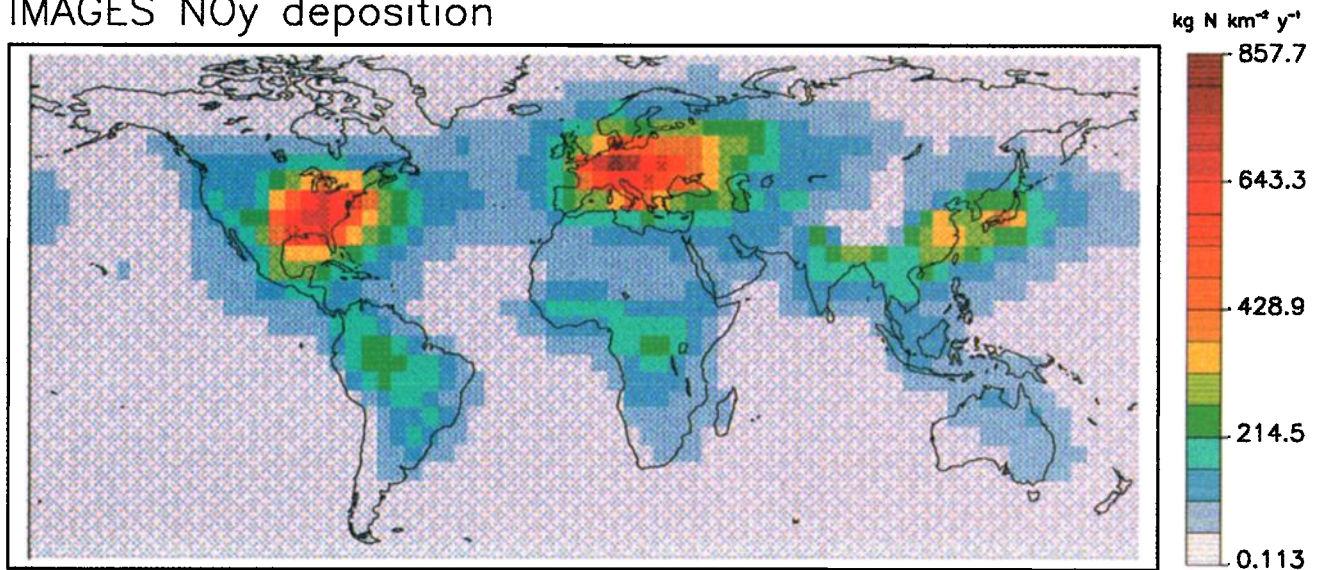 IMAGES NOy deposition
kg N km⁻² y⁻¹
857.7
643.3
428.9
214.5
0.113